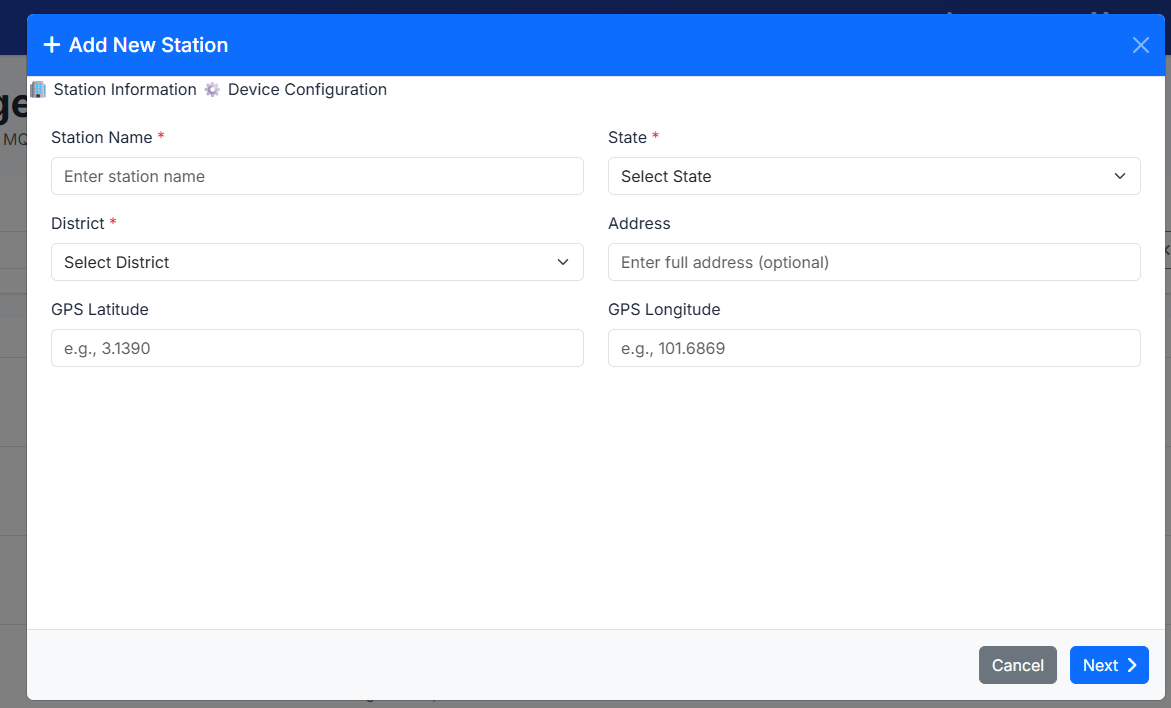 Add New Station
Station Information Device Configuration
Station Name *
State *
Enter station name
Select State
District *
Address
Select District
Enter full address (optional)
GPS Latitude
GPS Longitude
e.g., 3.1390
e.g., 101.6869
Cancel
Next